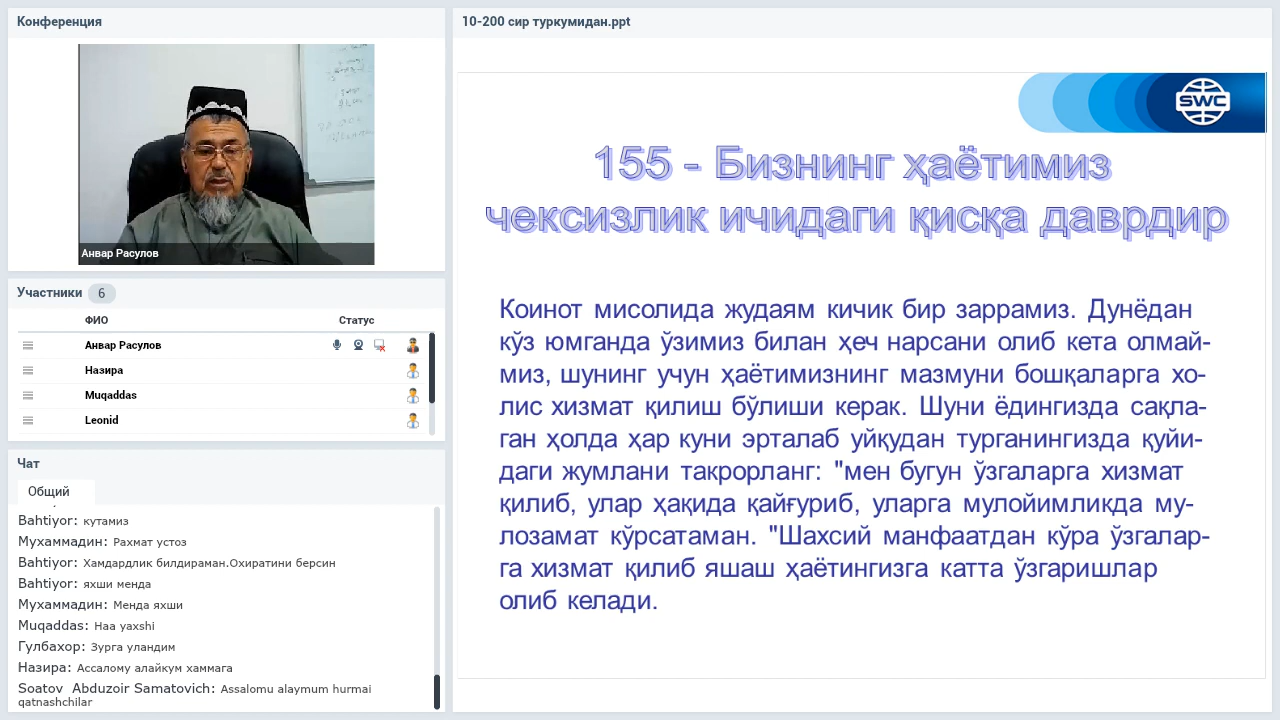 Конференция
Анвар Расулов
Участники 6
ФИО Статус
Анвар Расулов
Назира
Muqaddas
Leonid
Чат
Общий
Bahtiyor: кутамиз
Мухаммадин: Рахмат устоз
Bahtiyor: Хамдардлик билдираман.Охиратини берсин
Bahtiyor: яхши менда
Мухаммадин: Менда яхши
Muqaddas: Haa yaxshi
Гулбахор: Зурга уландим
Назира: Ассалому алайкум хаммага
Soatov Abduzoir Samatovich: Assalomu alaymum hurmai
qatnashchilar
10-200 сир туркумидан.ppt
SWC
155 - Бизнинг ҳаётимиз
чексизлик ичидаги қисқа даврдир
Коинот мисолида жудаям кичик бир заррамиз. Дунёдан
кўз юмганда ўзимиз билан ҳеч нарсани олиб кета олмай-
миз, шунинг учун ҳаётимизнинг мазмуни бошқаларга хо-
лис хизмат қилиш бўлиши керак. Шуни ёдингизда сақла-
ган ҳолда ҳар куни эрталаб уйқудан турганингизда қуйи-
даги жумлани такрорланг: "мен бугун ўзгаларга хизмат
қилиб, улар ҳақида қайғуриб, уларга мулойимликда му-
лозамат кўрсатаман. "Шахсий манфаатдан кўра ўзгалар-
га хизмат қилиб яшаш ҳаётингизга катта ўзгаришлар
олиб келади.